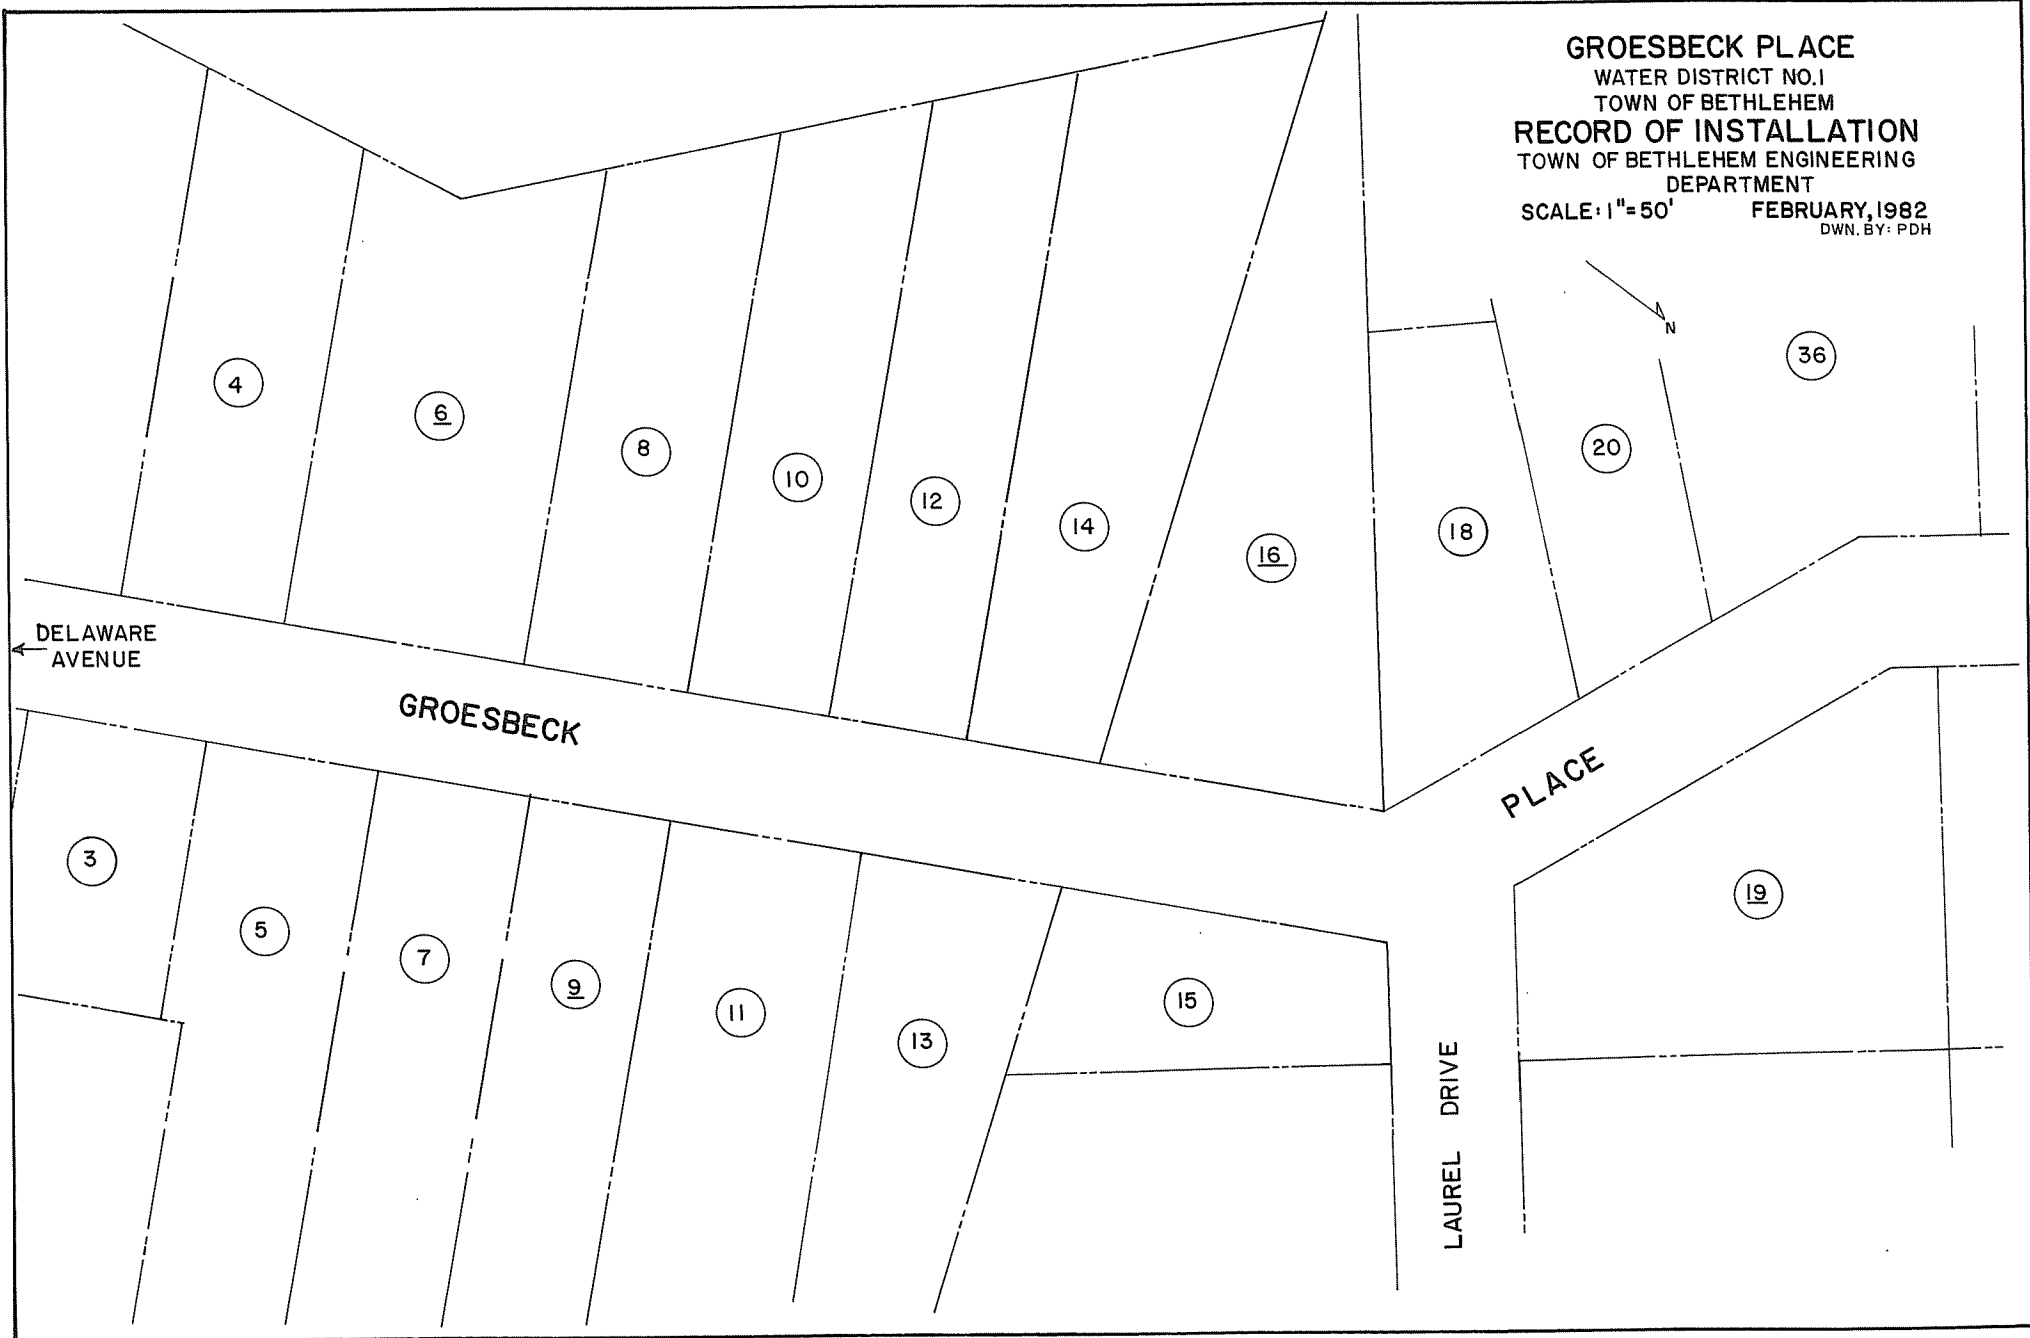 GROESBECK PLACE
WATER DISTRICT NO.1
TOWN OF BETHLEHEM
RECORD OF INSTALLATION
TOWN OF BETHLEHEM ENGINEERING
DEPARTMENT
SCALE: 1"=50' FEBRUARY, 1982
DWN. BY: PDH
N
36
4
6
8
20
10
12
14
18
16
DELAWARE
AVENUE
GROESBECK
PLACE
3
5
7
9
11
13
15
19
LAUREL DRIVE